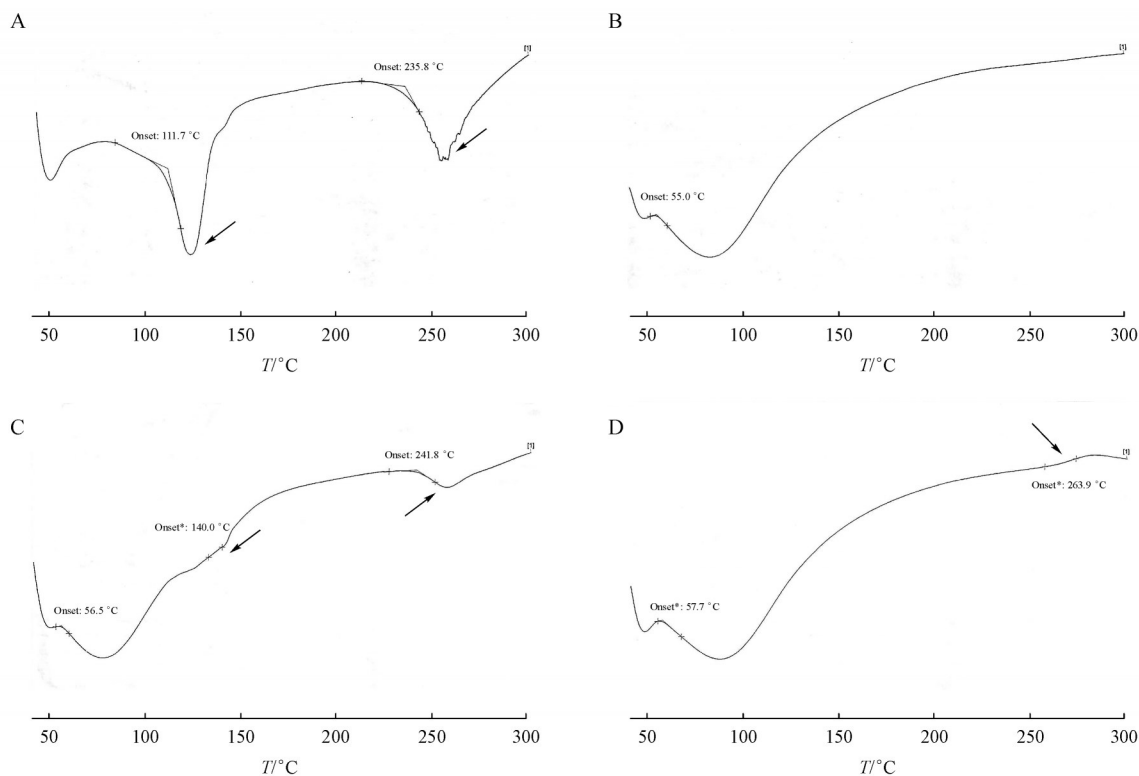 A
Onset: 235.8 °C
[1]
Onset: 111.7 °C
50 100 150 200 250 300
T/°C
B
[1]
Onset: 55.0 °C
50 100 150 200 250 300
T/°C
C
Onset: 241.8 °C
[1]
Onset*: 140.0 °C
Onset: 56.5 °C
50 100 150 200 250 300
T/°C
D
[1]
Onset*: 263.9 °C
Onset*: 57.7 °C
50 100 150 200 250 300
T/°C